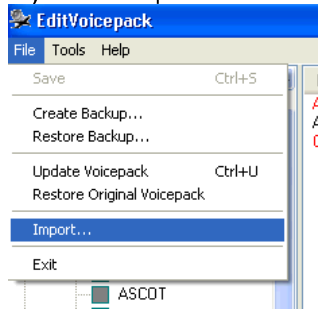 EditVoicepack
File Tools Help
Save Ctrl+S
Create Backup...
Restore Backup...
Update Voicepack Ctrl+U
Restore Original Voicepack
Import...
Exit
ASCOT